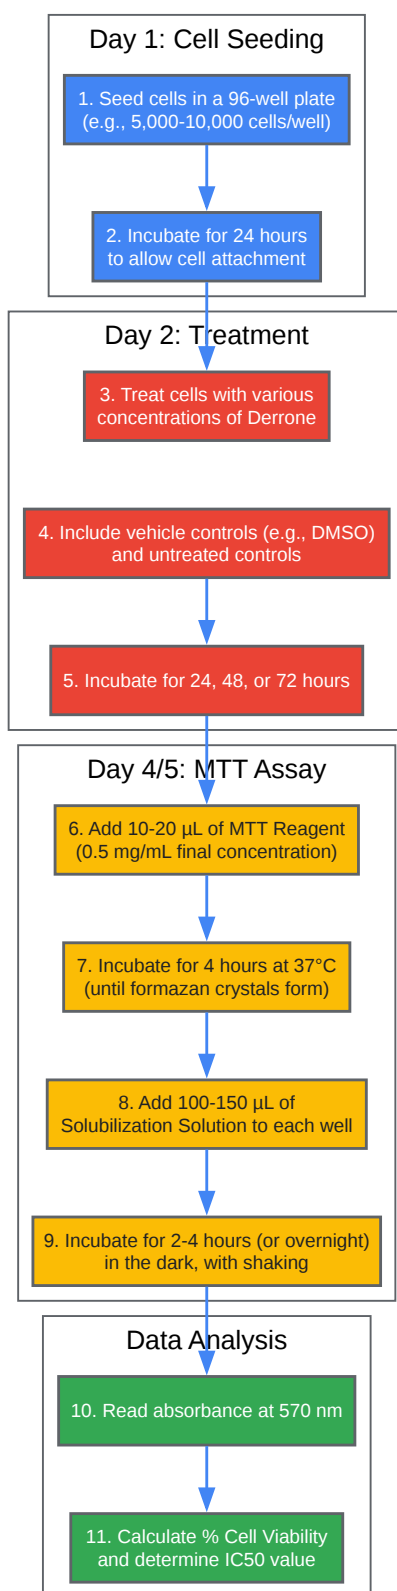 Day 1: Cell Seeding
1. Seed cells in a 96-well plate
(e.g., 5,000-10,000 cells/well)
2. Incubate for 24 hours
to allow cell attachment
Day 2: Treatment
3. Treat cells with various
concentrations of Derrone
4. Include vehicle controls (e.g., DMSO)
and untreated controls
5. Incubate for 24, 48, or 72 hours
Day 4/5: MTT Assay
6. Add 10-20 µL of MTT Reagent
(0.5 mg/mL final concentration)
7. Incubate for 4 hours at 37°C
(until formazan crystals form)
8. Add 100-150 µL of
Solubilization Solution to each well
9. Incubate for 2-4 hours (or overnight)
in the dark, with shaking
Data Analysis
10. Read absorbance at 570 nm
11. Calculate % Cell Viability
and determine IC50 value